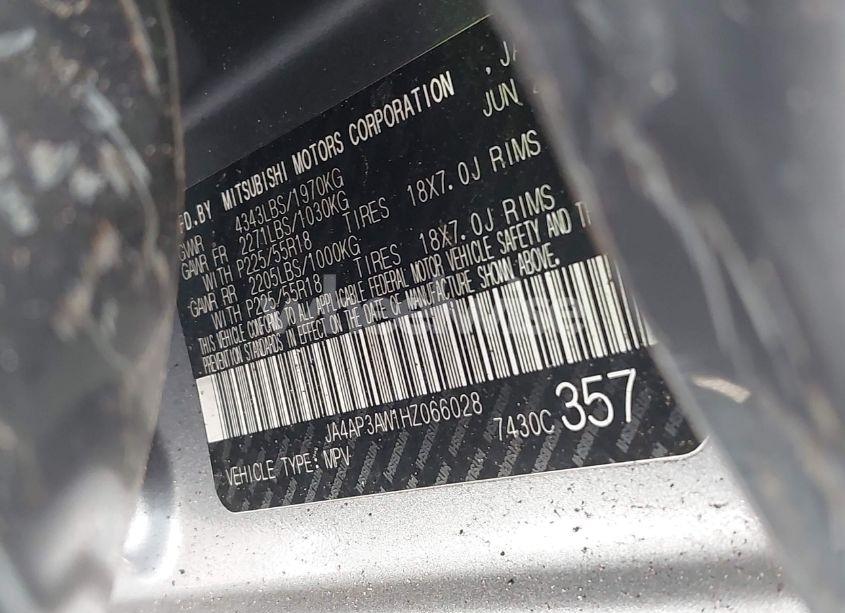 FD.BY MITSUBISHI MOTORS CORPORATION , JA
JUN,
GVWR 4343LBS/1970KG
GAWR FR 2271LBS/1030KG
WITH P225/55R18 TIRES 18X7.0J RIMS
GAWR RR 2205LBS/1000KG
WITH P225/55R18 TIRES 18X7.0J RIMS
THIS VEHICLE CONFORMS TO ALL APPLICABLE FEDERAL MOTOR VEHICLE SAFETY AND TH
PREVENTION STANDARDS IN EFFECT ON THE DATE OF MANUFACTURE SHOWN ABOVE.
JA4AP3AW1HZ066028 7430C 357
VEHICLE TYPE: MPV